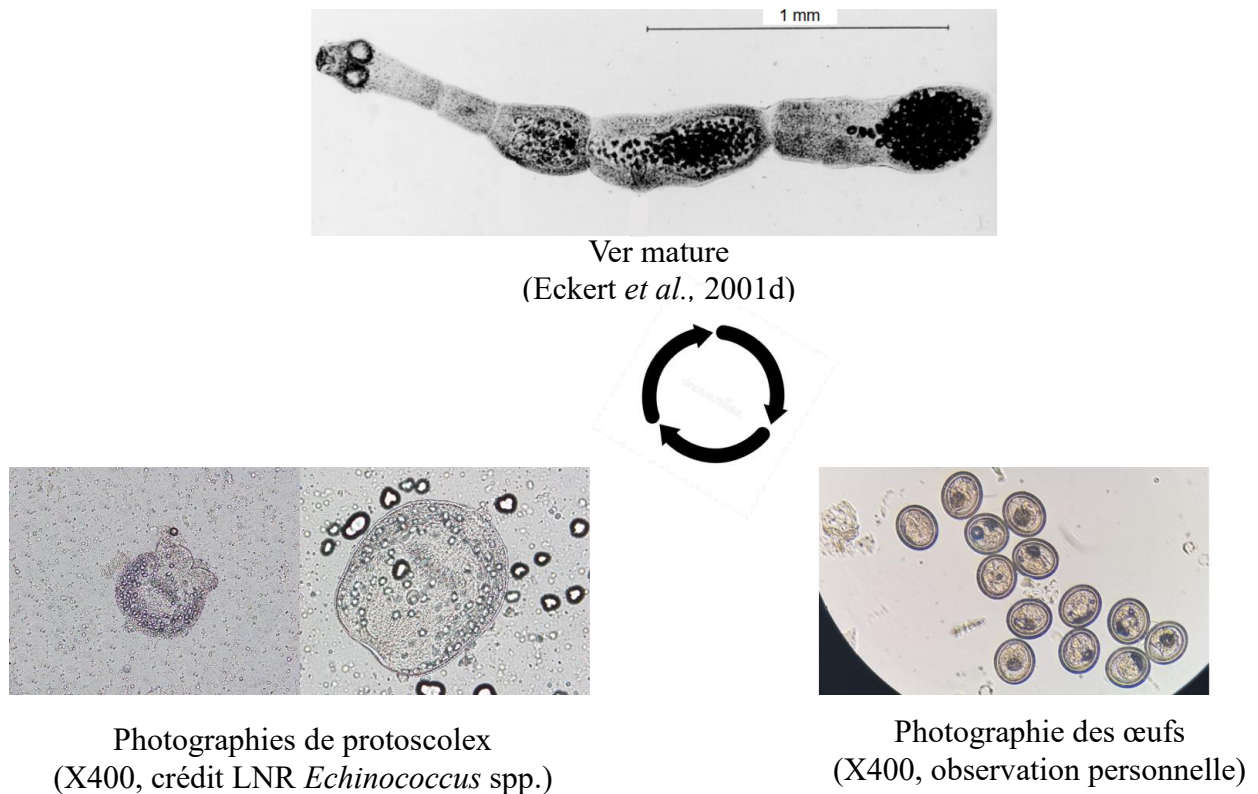 1 mm
Ver mature
(Eckert et al., 2001d)
Photographies de protoscolex
(X400, crédit LNR Echinococcus spp.)
Photographie des œufs
(X400, observation personnelle)